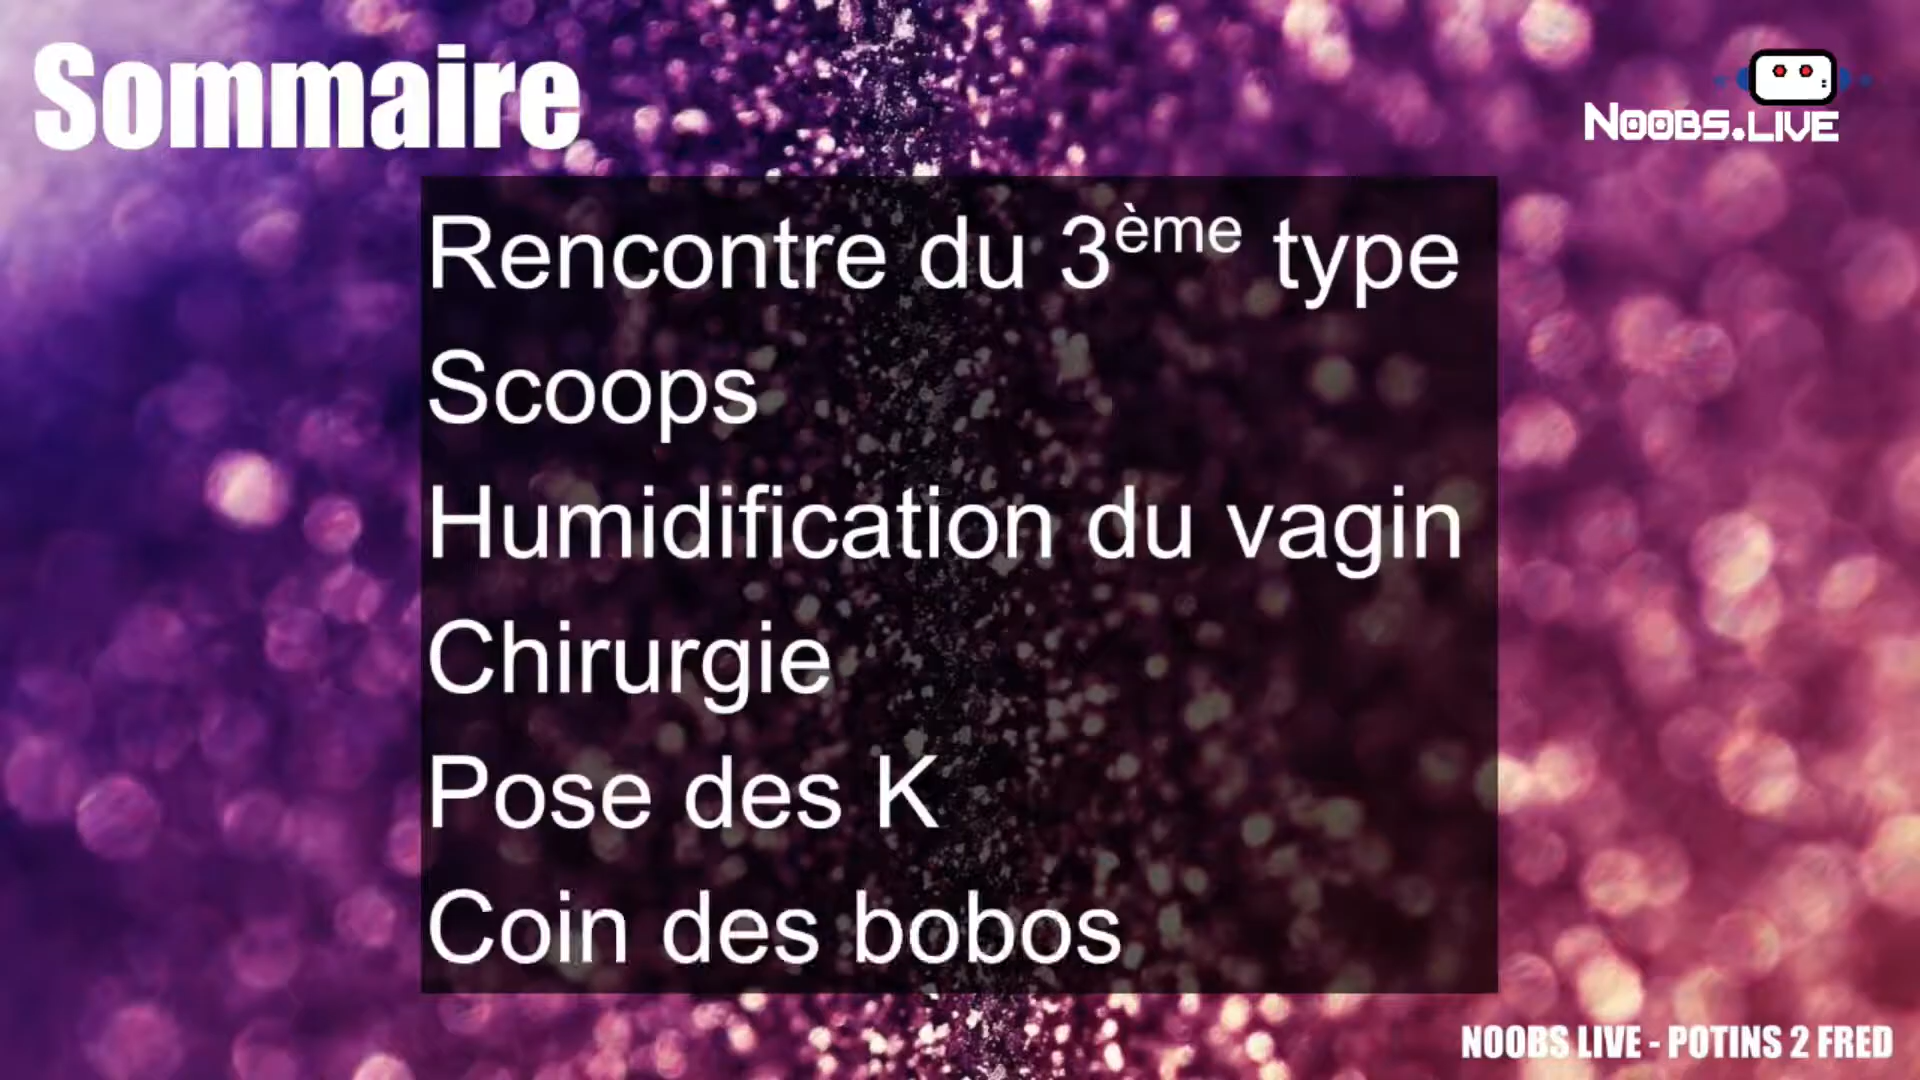 Sommaire
NOOBS.LIVE
Rencontre du 3ème type
Scoops
Humidification du vagin
Chirurgie
Pose des K
Coin des bobos
NOOBS LIVE - POTINS 2 FRED